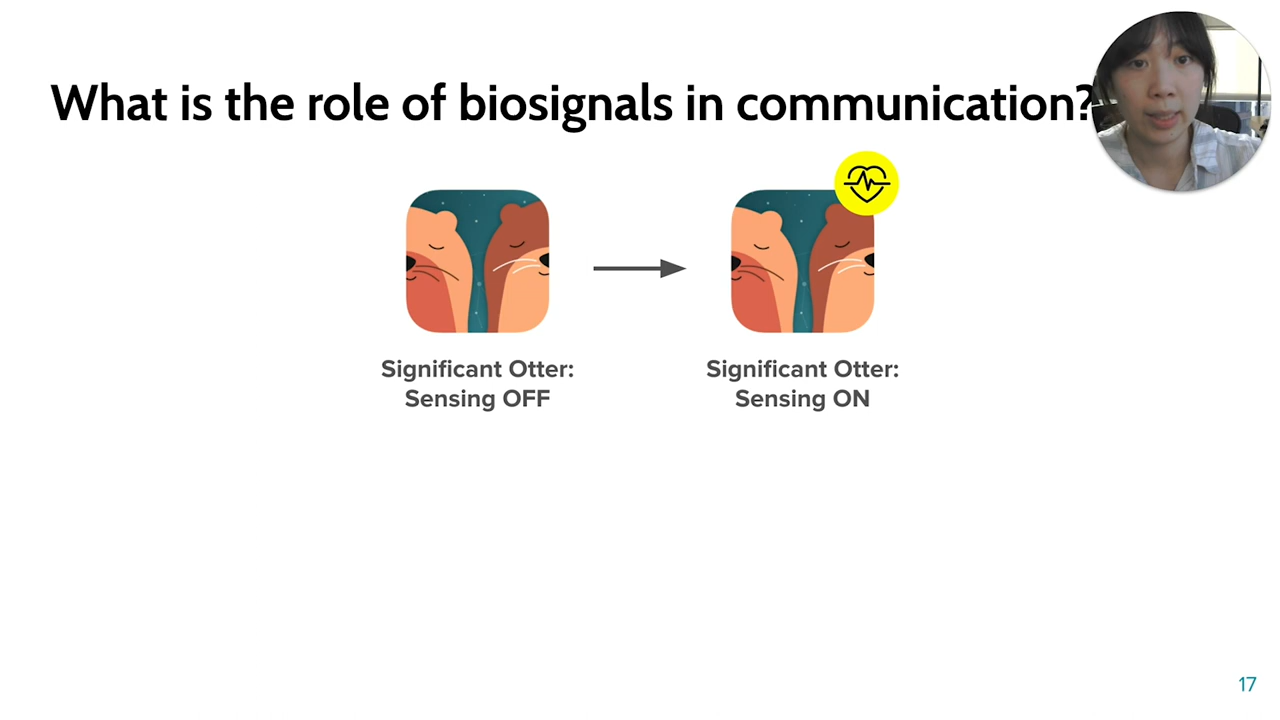 What is the role of biosignals in communication?
Significant Otter:
Sensing OFF
Significant Otter:
Sensing ON
17